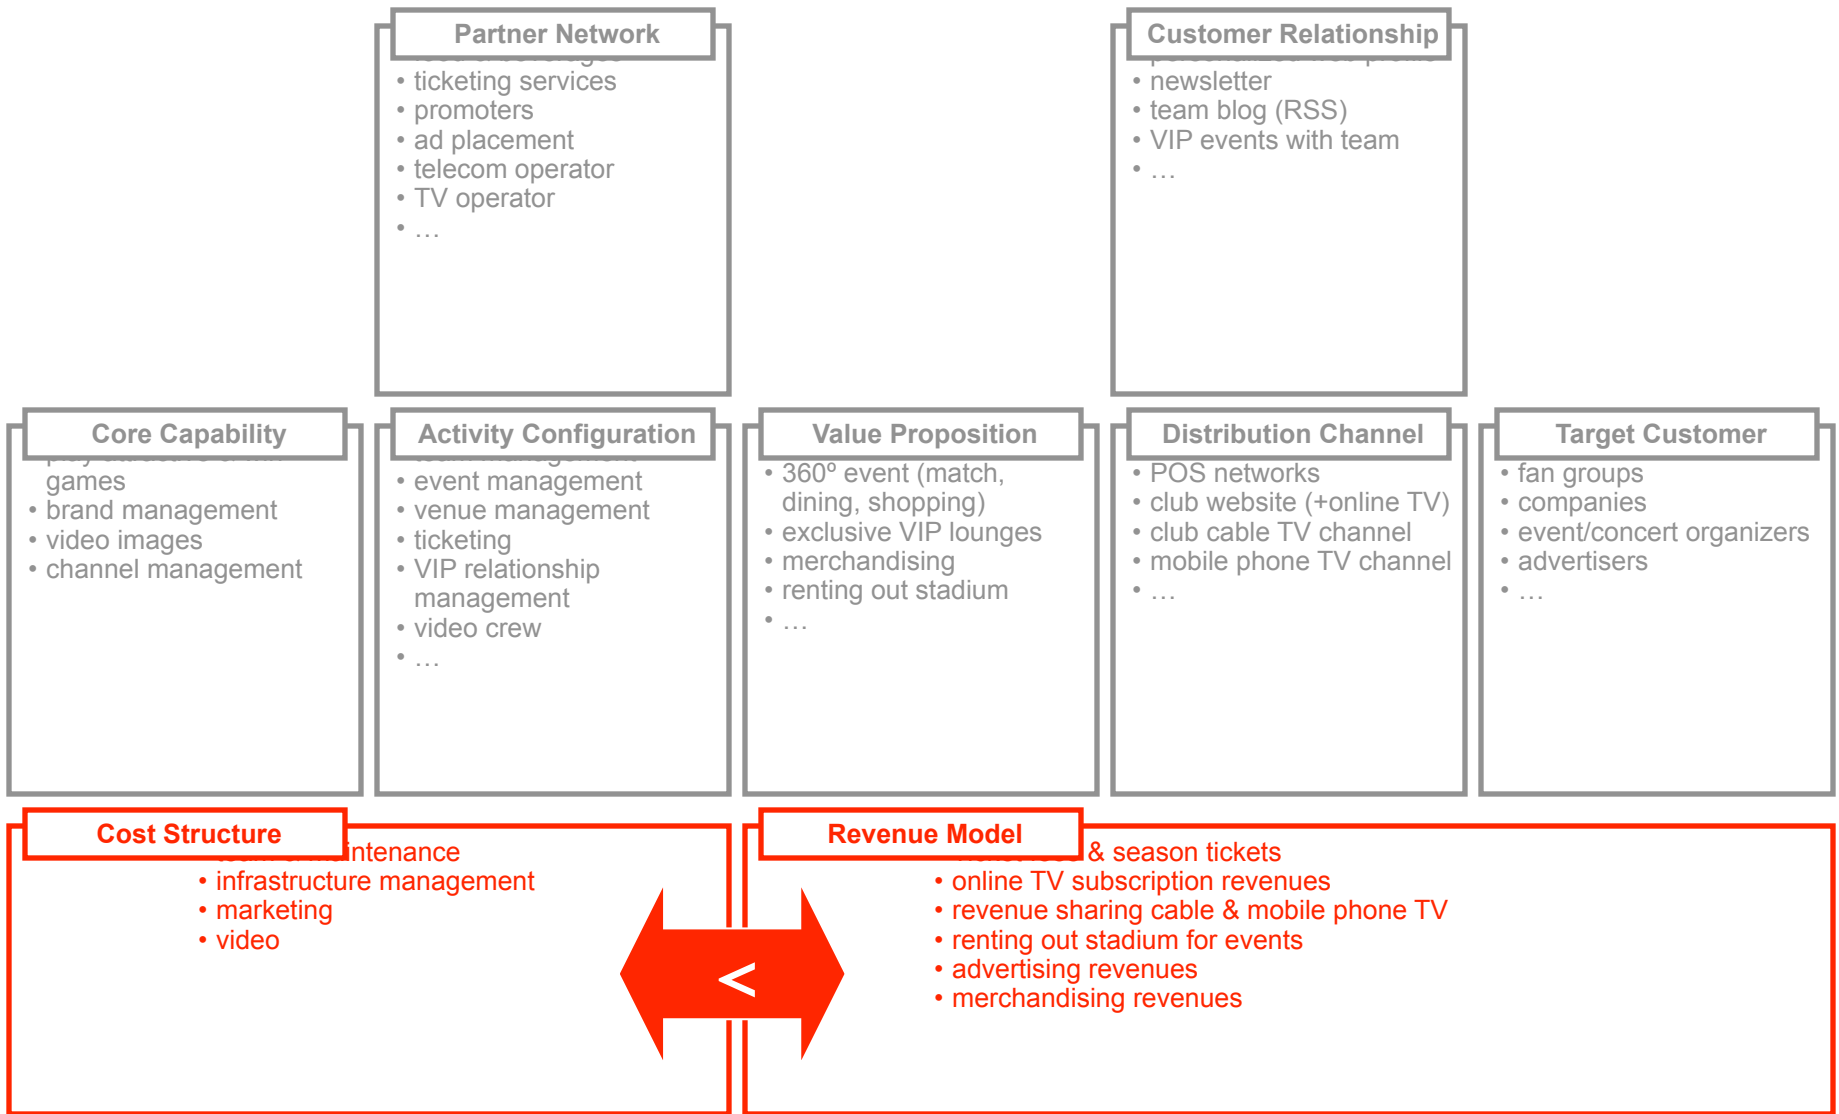 Partner Network
• ticketing services
• promoters
• ad placement
• telecom operator
• TV operator
• …
Customer Relationship
• newsletter
• team blog (RSS)
• VIP events with team
• …
Core Capability
games
• brand management
• video images
• channel management
Activity Configuration
• event management
• venue management
• ticketing
• VIP relationship
management
• video crew
• …
Value Proposition
• 360º event (match,
dining, shopping)
• exclusive VIP lounges
• merchandising
• renting out stadium
• …
Distribution Channel
• POS networks
• club website (+online TV)
• club cable TV channel
• mobile phone TV channel
• …
Target Customer
• fan groups
• companies
• event/concert organizers
• advertisers
• …
Cost Structure
• infrastructure management
• marketing
• video
<
Revenue Model
& season tickets
• online TV subscription revenues
• revenue sharing cable & mobile phone TV
• renting out stadium for events
• advertising revenues
• merchandising revenues